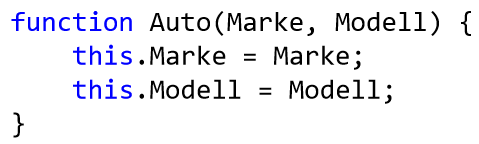 function Auto(Marke, Modell) {
    this.Marke = Marke;
    this.Modell = Modell;
}